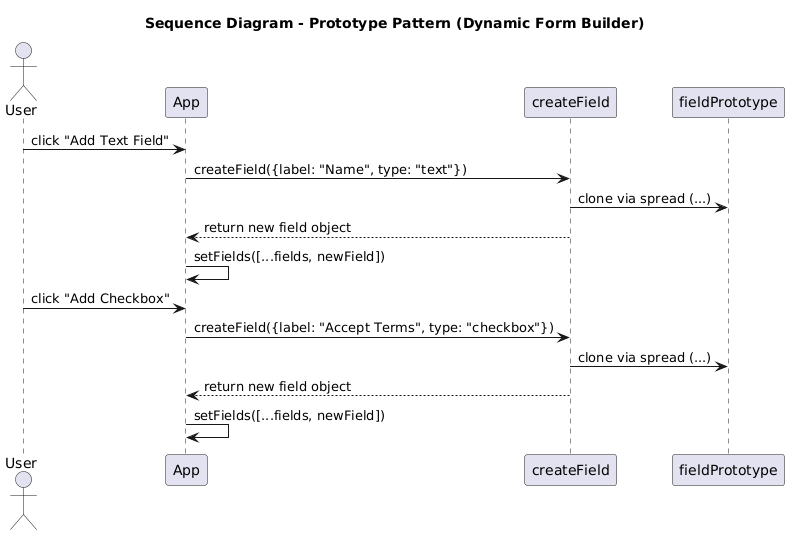 Sequence Diagram - Prototype Pattern (Dynamic Form Builder)
User
App
createField
fieldPrototype
click "Add Text Field"
createField({label: "Name", type: "text"})
clone via spread (...)
return new field object
setFields([...fields, newField])
click "Add Checkbox"
createField({label: "Accept Terms", type: "checkbox"})
clone via spread (...)
return new field object
setFields([...fields, newField])
User
App
createField
fieldPrototype